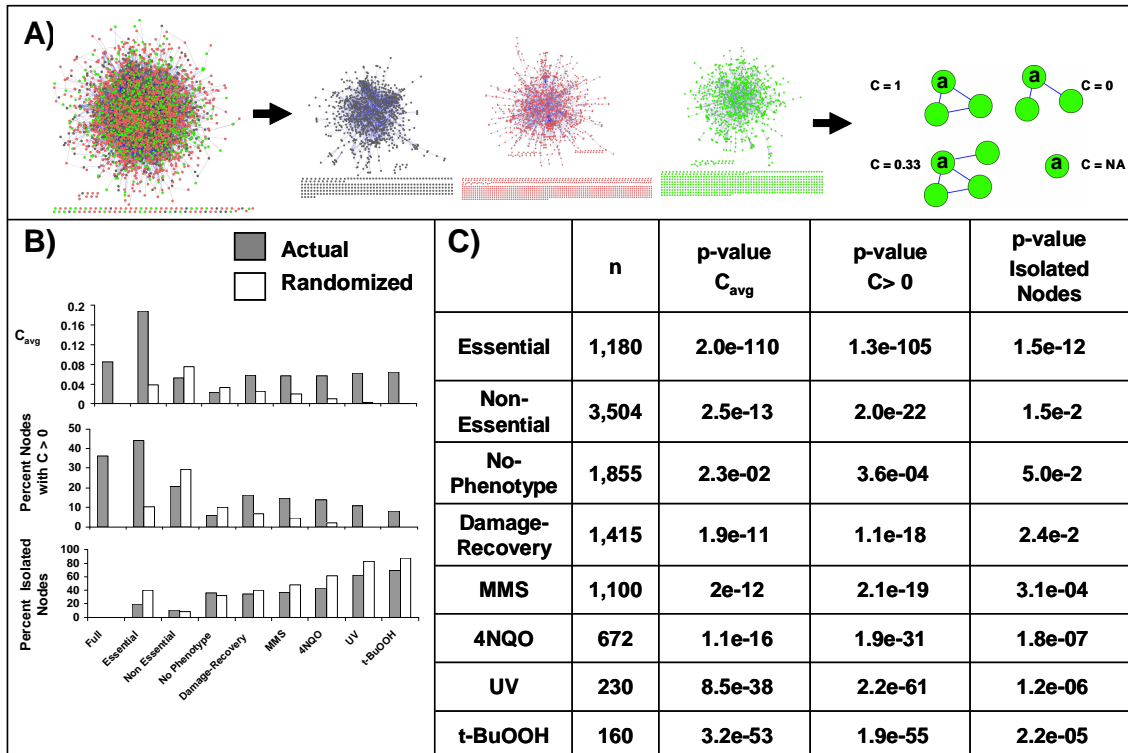 A)
C = 1
a
a
C = 0
C = 0.33
a
a
C = NA
B)
Actual
Randomized
0.2
0.16
0.12
0.08
0.04
0
C avg
50
40
30
20
10
0
Percent Nodes
with C > 0
100
80
60
40
20
0
Percent Isolated
Nodes
Full
Essential
Non Essential
No Phenotype
Damage-Recovery
MMS
4NQO
UV
t-BuOOH
C)
n
p-value
C avg
p-value
C> 0
p-value
Isolated
Nodes
Essential 1,180 2.0e-110 1.3e-105 1.5e-12
Non-
Essential 3,504 2.5e-13 2.0e-22 1.5e-2
No-
Phenotype 1,855 2.3e-02 3.6e-04 5.0e-2
Damage-
Recovery 1,415 1.9e-11 1.1e-18 2.4e-2
MMS 1,100 2e-12 2.1e-19 3.1e-04
4NQO 672 1.1e-16 1.9e-31 1.8e-07
UV 230 8.5e-38 2.2e-61 1.2e-06
t-BuOOH 160 3.2e-53 1.9e-55 2.2e-05